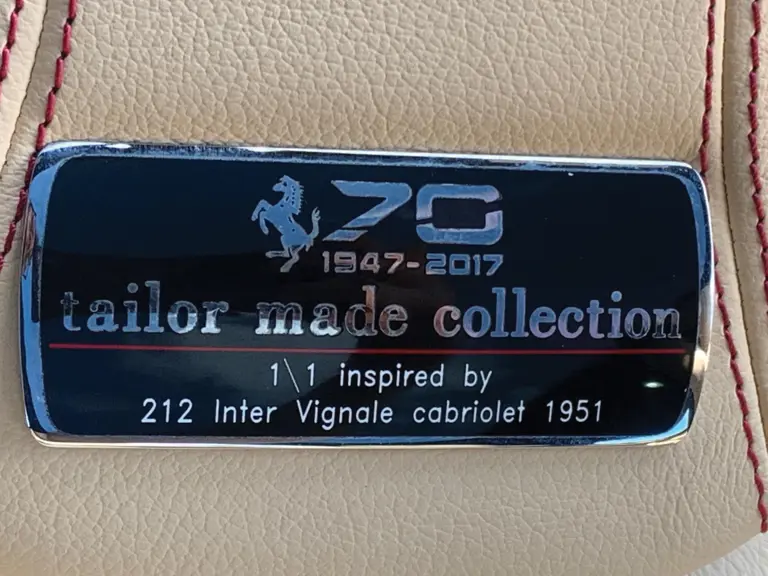 70
1947-2017
tailor made collection
1\1 inspired by
212 Inter Vignale cabriolet 1951